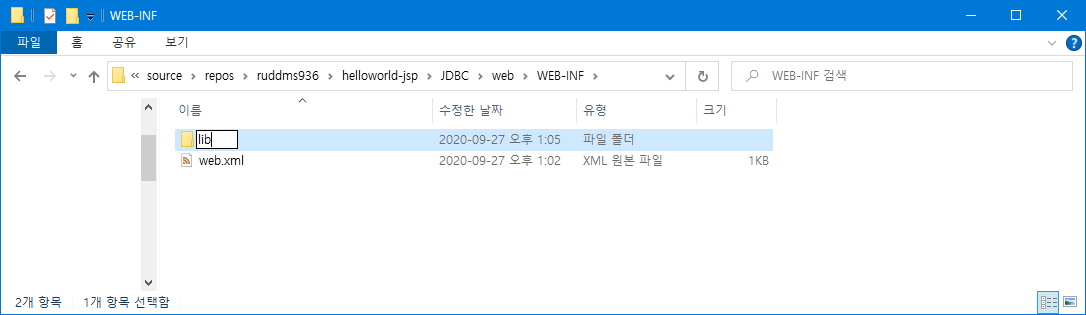 WEB-INF
파일 홈 공유 보기
« source > repos > ruddms936 > helloworld-jsp > JDBC > web > WEB-INF > WEB-INF 검색
이름 수정한 날짜 유형 크기
lib 2020-09-27 오후 1:05 파일 폴더
web.xml 2020-09-27 오후 1:02 XML 원본 파일 1KB
2개 항목 1개 항목 선택함